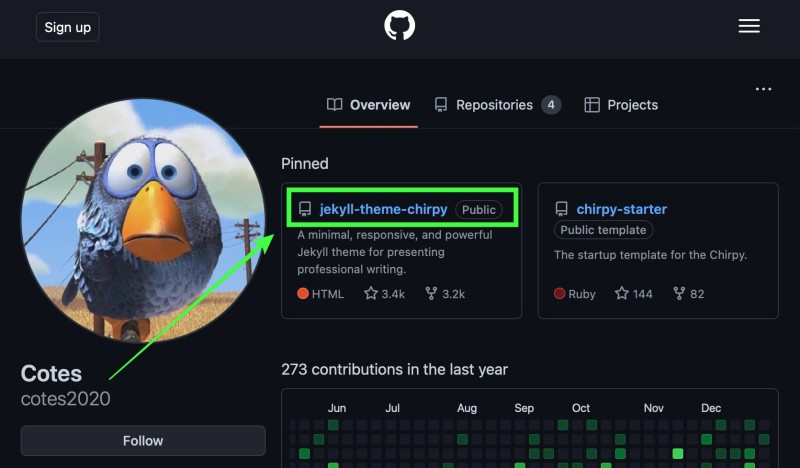 Sign up
Overview
Repositories 4
Projects
Pinned
jekyll-theme-chirpy Public
A minimal, responsive, and powerful
Jekyll theme for presenting
professional writing.
HTML 3.4k 3.2k
chirpy-starter
Public template
The startup template for the Chirpy.
Ruby 144 82
Cotes
cotes2020
Follow
273 contributions in the last year
Jun Jul Aug Sep Oct Nov Dec